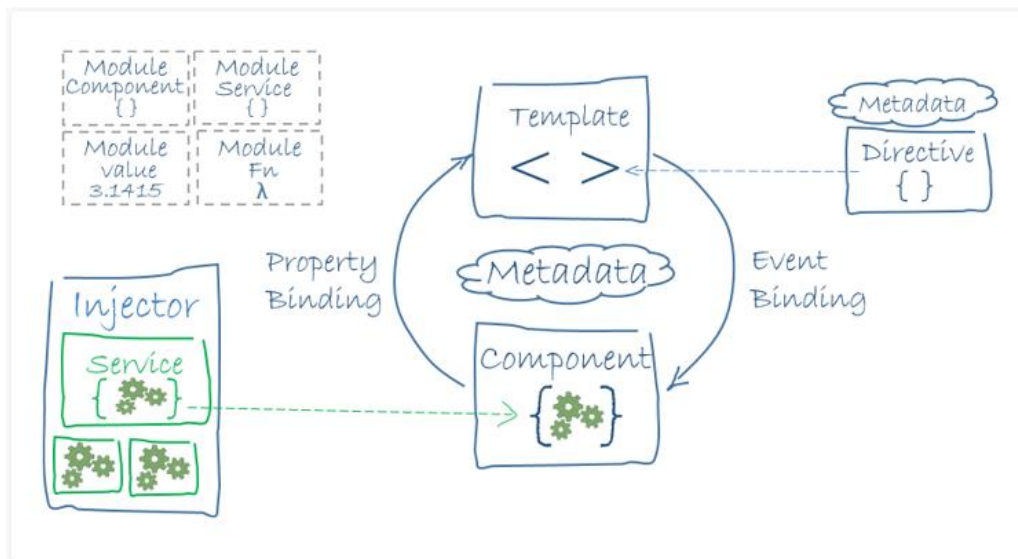 Module
Component
{ }
Module
Service
{ }
Module
value
3.1415
Module
Fn
λ
Template
< >
Metadata
Directive
{ }
Property
Binding
Metadata
Event
Binding
Injector
Service
{ }
Component
{ }